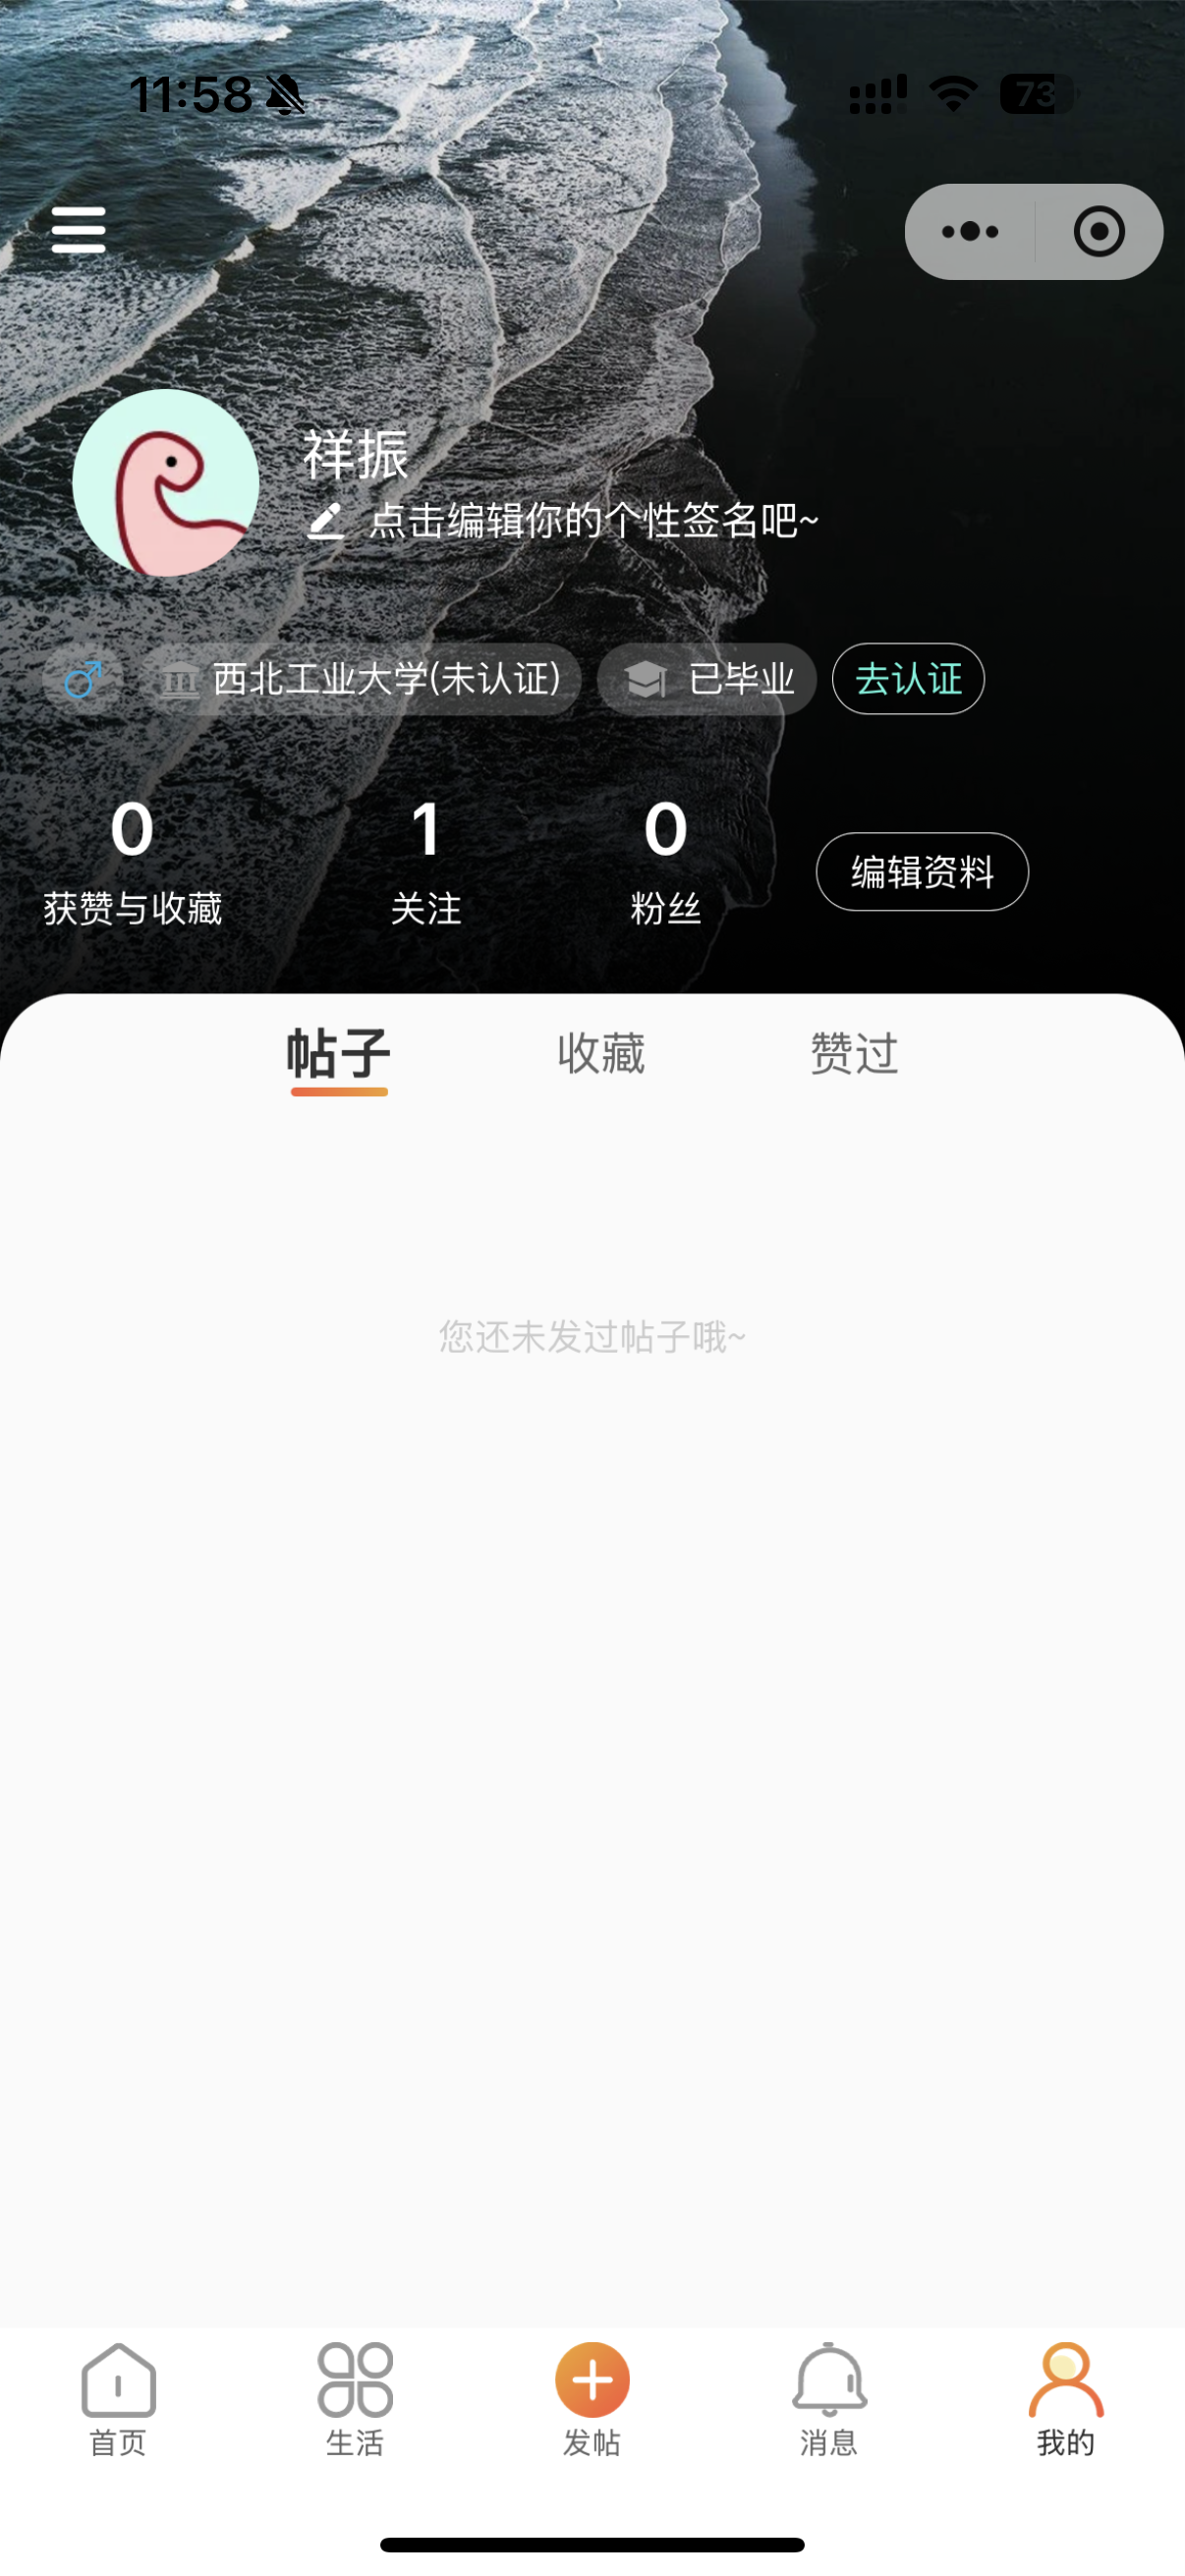 11:58
73
祥振
点击编辑你的个性签名吧~
西北工业大学(未认证) 已毕业 去认证
0 1 0
获赞与收藏 关注 粉丝 编辑资料
帖子 收藏 赞过
您还未发过帖子哦~
首页 生活 发帖 消息 我的